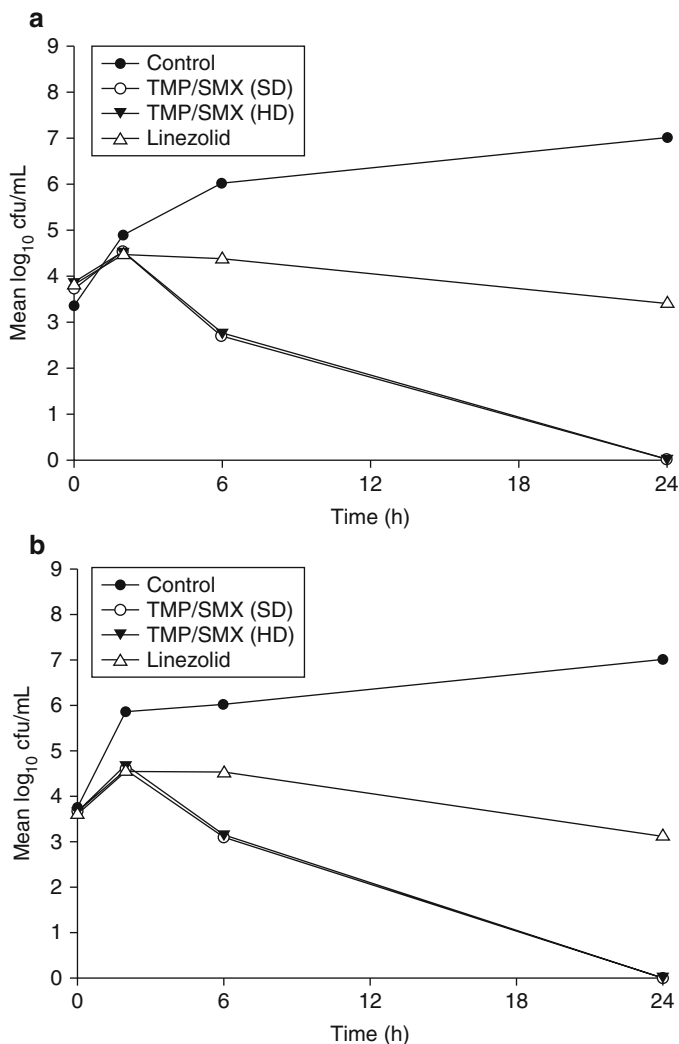 a
9
8
7
6
5
4
3
2
1
0
Mean log10 cfu/mL
Control
TMP/SMX (SD)
TMP/SMX (HD)
Linezolid
0 6 12 18 24
Time (h)
b
9
8
7
6
5
4
3
2
1
0
Mean log10 cfu/mL
Control
TMP/SMX (SD)
TMP/SMX (HD)
Linezolid
0 6 12 18 24
Time (h)